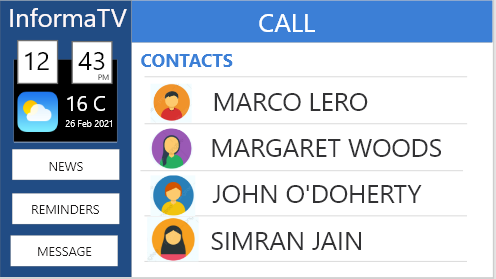 InformaTV
CALL
12 43
PM
16 C
26 Feb 2021
NEWS
REMINDERS
MESSAGE
CONTACTS
MARCO LERO
MARGARET WOODS
JOHN O'DOHERTY
SIMRAN JAIN